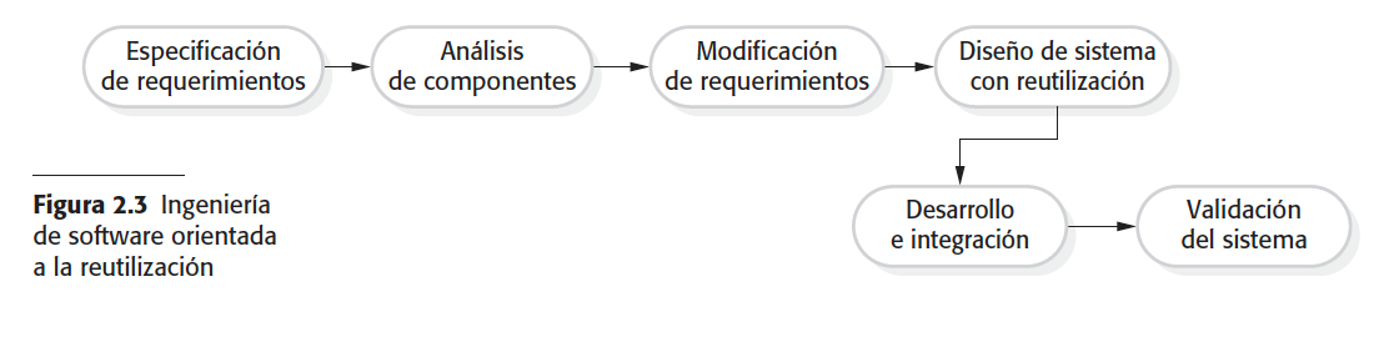 Especificación
de requerimientos
Análisis
de componentes
Modificación
de requerimientos
Diseño de sistema
con reutilización
Desarrollo
e integración
Validación
del sistema
Figura 2.3 Ingeniería
de software orientada
a la reutilización